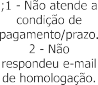 ;1 - Não atende a
condição de
pagamento/prazo.
2 - Não
respondeu e-mail
de homologação.